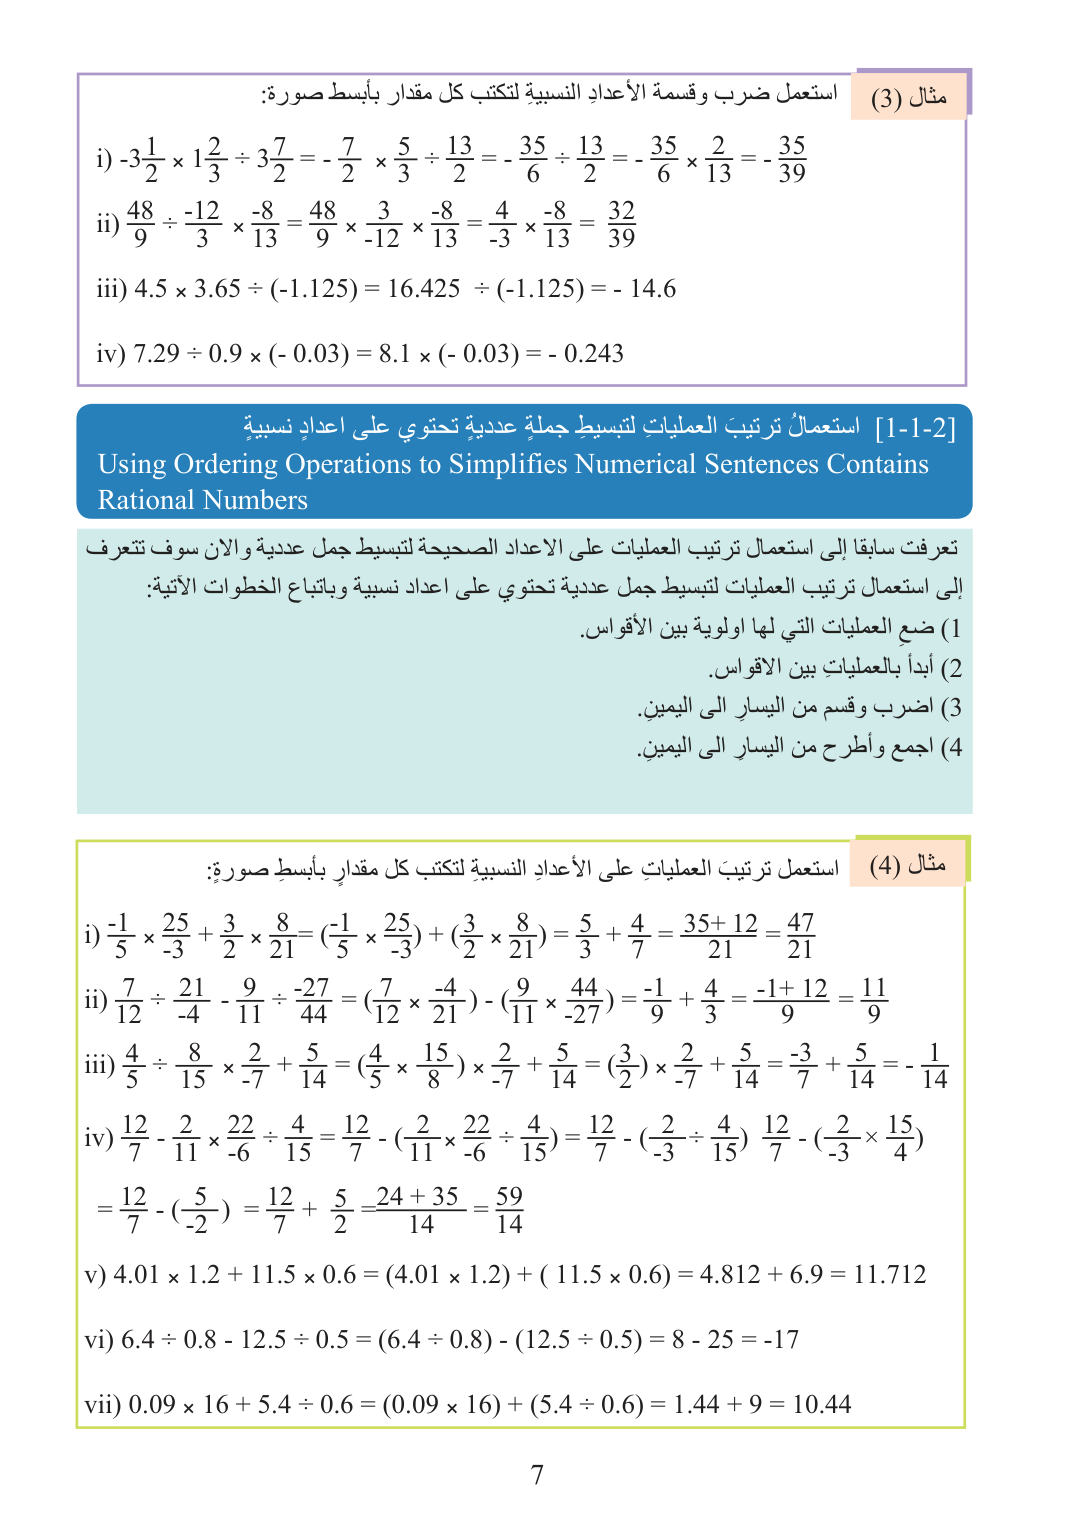 مثال (3)
استعمل ضرب وقسمة الأعدادِ النسبيةِ لتكتب كل مقدار بأبسط صورة:
i) -3 1/2 × 1 2/3 ÷ 3 7/2 = - 7/2 × 5/3 ÷ 13/2 = - 35/6 ÷ 13/2 = - 35/6 × 2/13 = - 35/39
ii) 48/9 ÷ -12/3 × -8/13 = 48/9 × 3/-12 × -8/13 = 4/-3 × -8/13 = 32/39
iii) 4.5 × 3.65 ÷ (-1.125) = 16.425 ÷ (-1.125) = - 14.6
iv) 7.29 ÷ 0.9 × (- 0.03) = 8.1 × (- 0.03) = - 0.243
[1-1-2] استعمالُ ترتيبَ العملياتِ لتبسيطِ جملةٍ عدديةٍ تحتوي على اعدادٍ نسبيةٍ
Using Ordering Operations to Simplifies Numerical Sentences Contains
Rational Numbers
تعرفت سابقا إلى استعمال ترتيب العمليات على الاعداد الصحيحة لتبسيط جمل عددية والان سوف تتعرف
إلى استعمال ترتيب العمليات لتبسيط جمل عددية تحتوي على اعداد نسبية وباتباع الخطوات الآتية:
1) ضعِ العمليات التي لها اولوية بين الأقواس.
2) أبدأ بالعملياتِ بين الاقواس.
3) اضرب وقسم من اليسارِ الى اليمينِ.
4) اجمع وأطرح من اليسارِ الى اليمينِ.
مثال (4)
استعمل ترتيبَ العملياتِ على الأعدادِ النسبيةِ لتكتب كل مقدارٍ بأبسطِ صورةٍ:
i) -1/5 × 25/-3 + 3/2 × 8/21 = (-1/5 × 25/-3) + (3/2 × 8/21) = 5/3 + 4/7 = 35+ 12/21 = 47/21
ii) 7/12 ÷ 21/-4 - 9/11 ÷ -27/44 = (7/12 × -4/21) - (9/11 × 44/-27) = -1/9 + 4/3 = -1+ 12/9 = 11/9
iii) 4/5 ÷ 8/15 × 2/-7 + 5/14 = (4/5 × 15/8) × 2/-7 + 5/14 = (3/2) × 2/-7 + 5/14 = -3/7 + 5/14 = - 1/14
iv) 12/7 - 2/11 × 22/-6 ÷ 4/15 = 12/7 - (2/11 × 22/-6 ÷ 4/15) = 12/7 - (2/-3 ÷ 4/15) 12/7 - (2/-3 × 15/4)
= 12/7 - (5/-2) = 12/7 + 5/2 = 24 + 35/14 = 59/14
v) 4.01 × 1.2 + 11.5 × 0.6 = (4.01 × 1.2) + ( 11.5 × 0.6) = 4.812 + 6.9 = 11.712
vi) 6.4 ÷ 0.8 - 12.5 ÷ 0.5 = (6.4 ÷ 0.8) - (12.5 ÷ 0.5) = 8 - 25 = -17
vii) 0.09 × 16 + 5.4 ÷ 0.6 = (0.09 × 16) + (5.4 ÷ 0.6) = 1.44 + 9 = 10.44
7